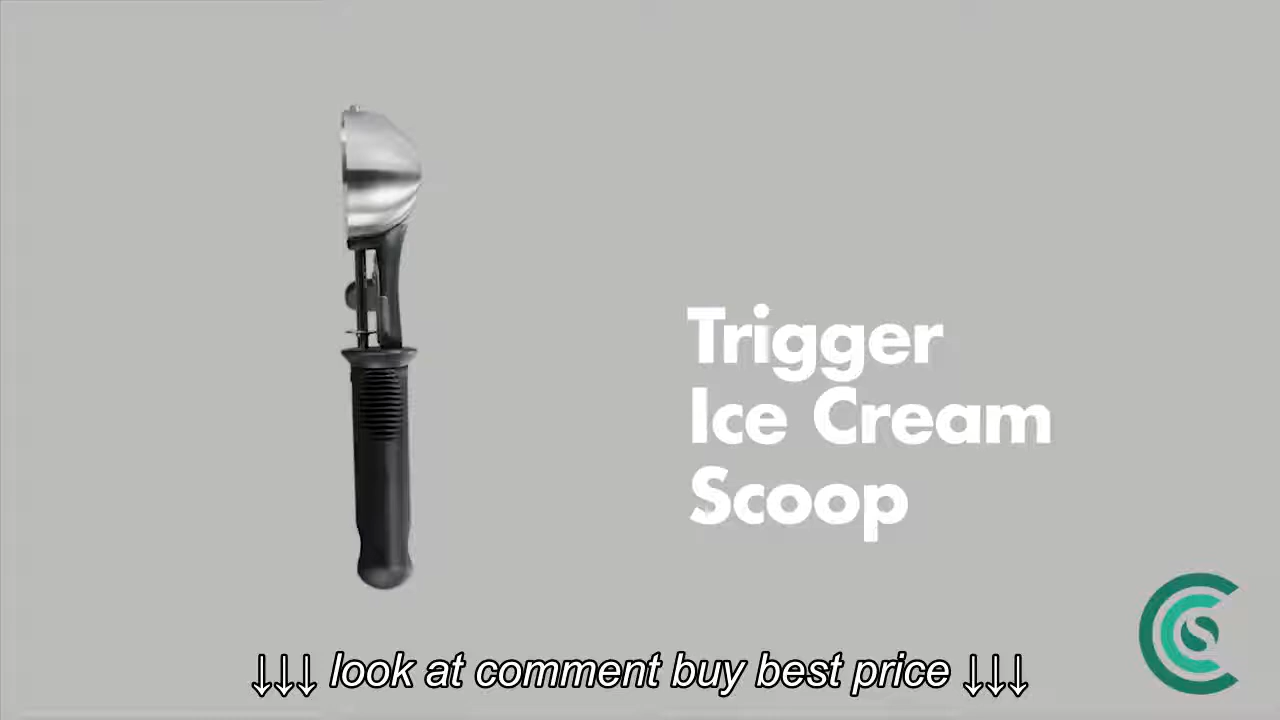 Trigger
Ice Cream
Scoop
↓↓↓ look at comment buy best price ↓↓↓